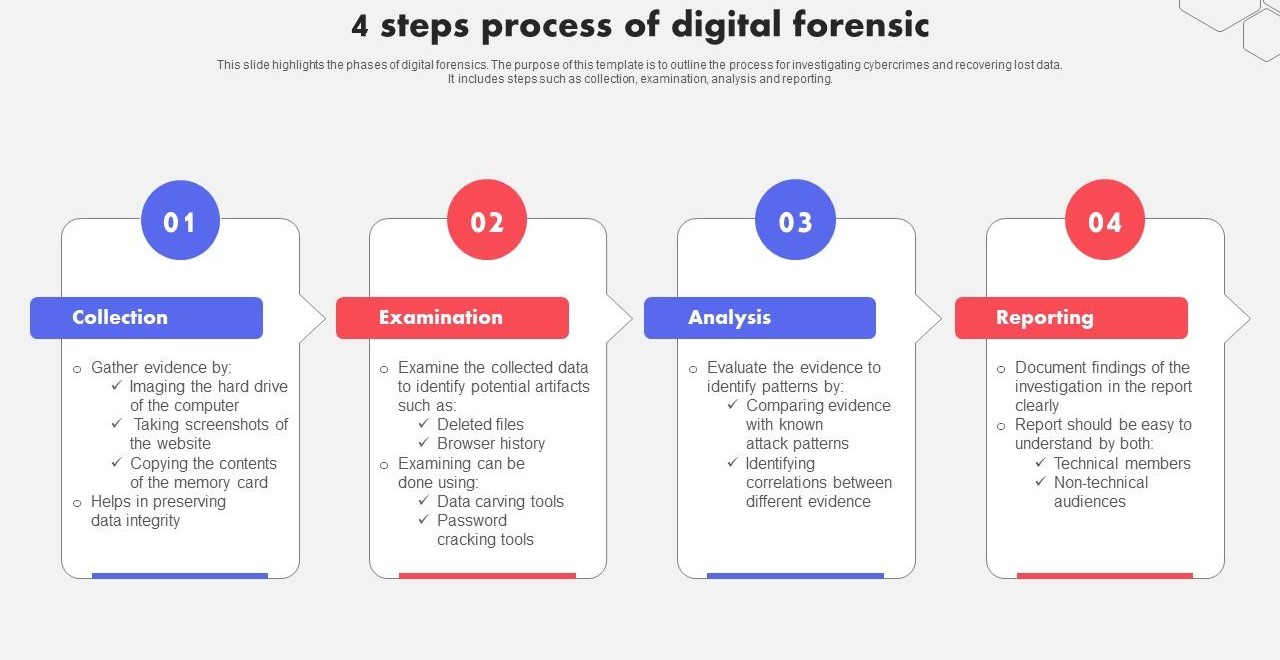 4 steps process of digital forensic
This slide highlights the phases of digital forensics. The purpose of this template is to outline the process for investigating cybercrimes and recovering lost data.
It includes steps such as collection, examination, analysis and reporting.
01
Collection
o Gather evidence by:
✓ Imaging the hard drive
of the computer
✓ Taking screenshots of
the website
✓ Copying the contents
of the memory card
o Helps in preserving
data integrity
02
Examination
o Examine the collected data
to identify potential artifacts
such as:
✓ Deleted files
✓ Browser history
o Examining can be
done using:
✓ Data carving tools
✓ Password
cracking tools
03
Analysis
o Evaluate the evidence to
identify patterns by:
✓ Comparing evidence
with known
attack patterns
✓ Identifying
correlations between
different evidence
04
Reporting
o Document findings of the
investigation in the report
clearly
o Report should be easy to
understand by both:
✓ Technical members
✓ Non-technical
audiences